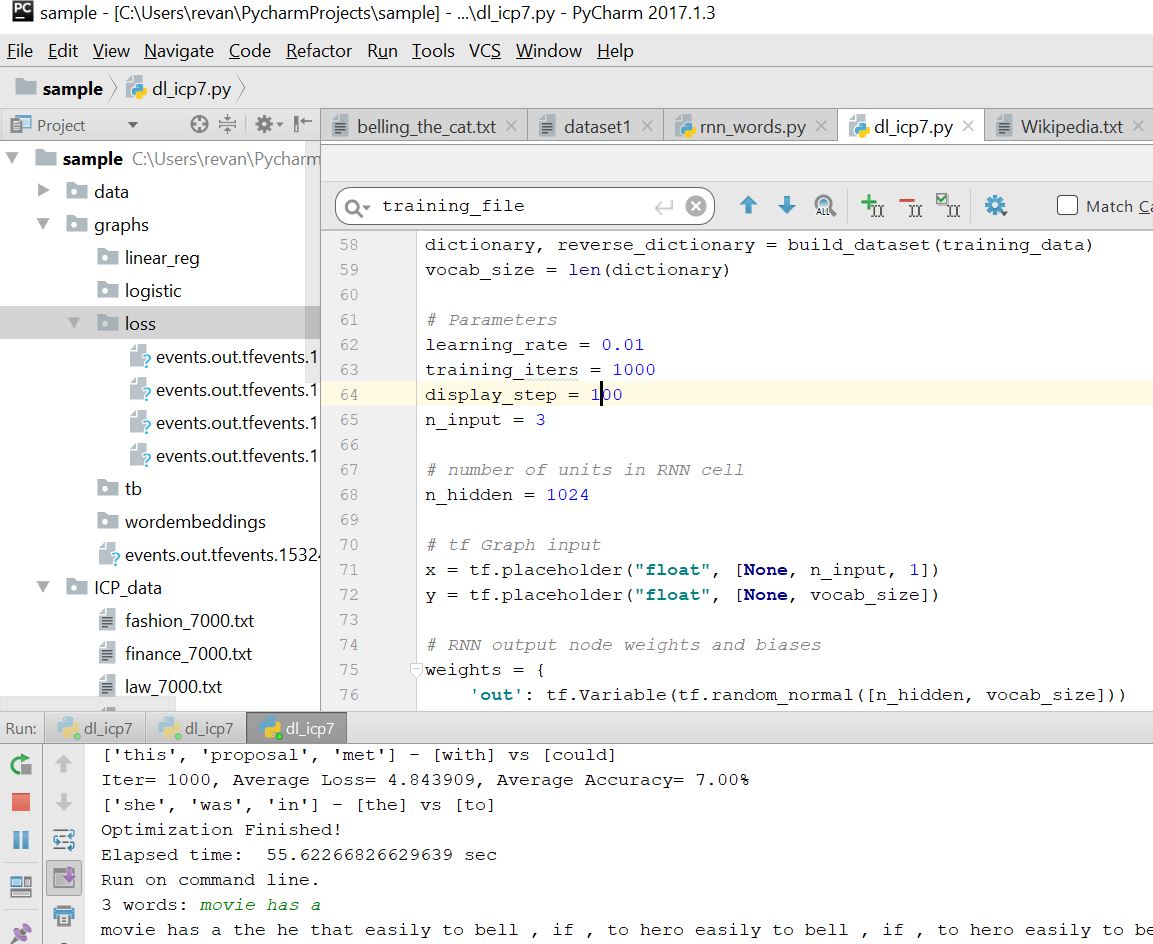 PC sample - [C:\Users\revan\PycharmProjects\sample] - ...\dl_icp7.py - PyCharm 2017.1.3
File Edit View Navigate Code Refactor Run Tools VCS Window Help
sample dl_icp7.py
Project belling_the_cat.txt dataset1 rnn_words.py dl_icp7.py Wikipedia.txt
sample C:\Users\revan\Pycharm
data
graphs
linear_reg
logistic
loss
events.out.tfevents.1
events.out.tfevents.1
events.out.tfevents.1
events.out.tfevents.1
tb
wordembeddings
events.out.tfevents.1532
ICP_data
fashion_7000.txt
finance_7000.txt
law_7000.txt
training_file ALL Match Ca
58 dictionary, reverse_dictionary = build_dataset(training_data)
59 vocab_size = len(dictionary)
60
61 # Parameters
62 learning_rate = 0.01
63 training_iters = 1000
64 display_step = 100
65 n_input = 3
66
67 # number of units in RNN cell
68 n_hidden = 1024
69
70 # tf Graph input
71 x = tf.placeholder("float", [None, n_input, 1])
72 y = tf.placeholder("float", [None, vocab_size])
73
74 # RNN output node weights and biases
75 weights = {
76 'out': tf.Variable(tf.random_normal([n_hidden, vocab_size]))
Run: dl_icp7 dl_icp7 dl_icp7
['this', 'proposal', 'met'] - [with] vs [could]
Iter= 1000, Average Loss= 4.843909, Average Accuracy= 7.00%
['she', 'was', 'in'] - [the] vs [to]
Optimization Finished!
Elapsed time:  55.62266826629639 sec
Run on command line.
3 words: movie has a
movie has a the he that easily to bell , if , to hero easily to bell , if , to hero easily to be